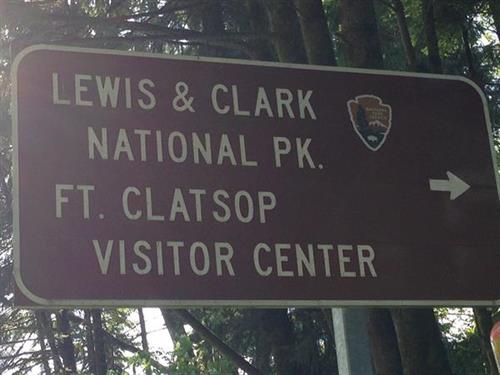 LEWIS & CLARK
NATIONAL PK.
FT. CLATSOP
VISITOR CENTER